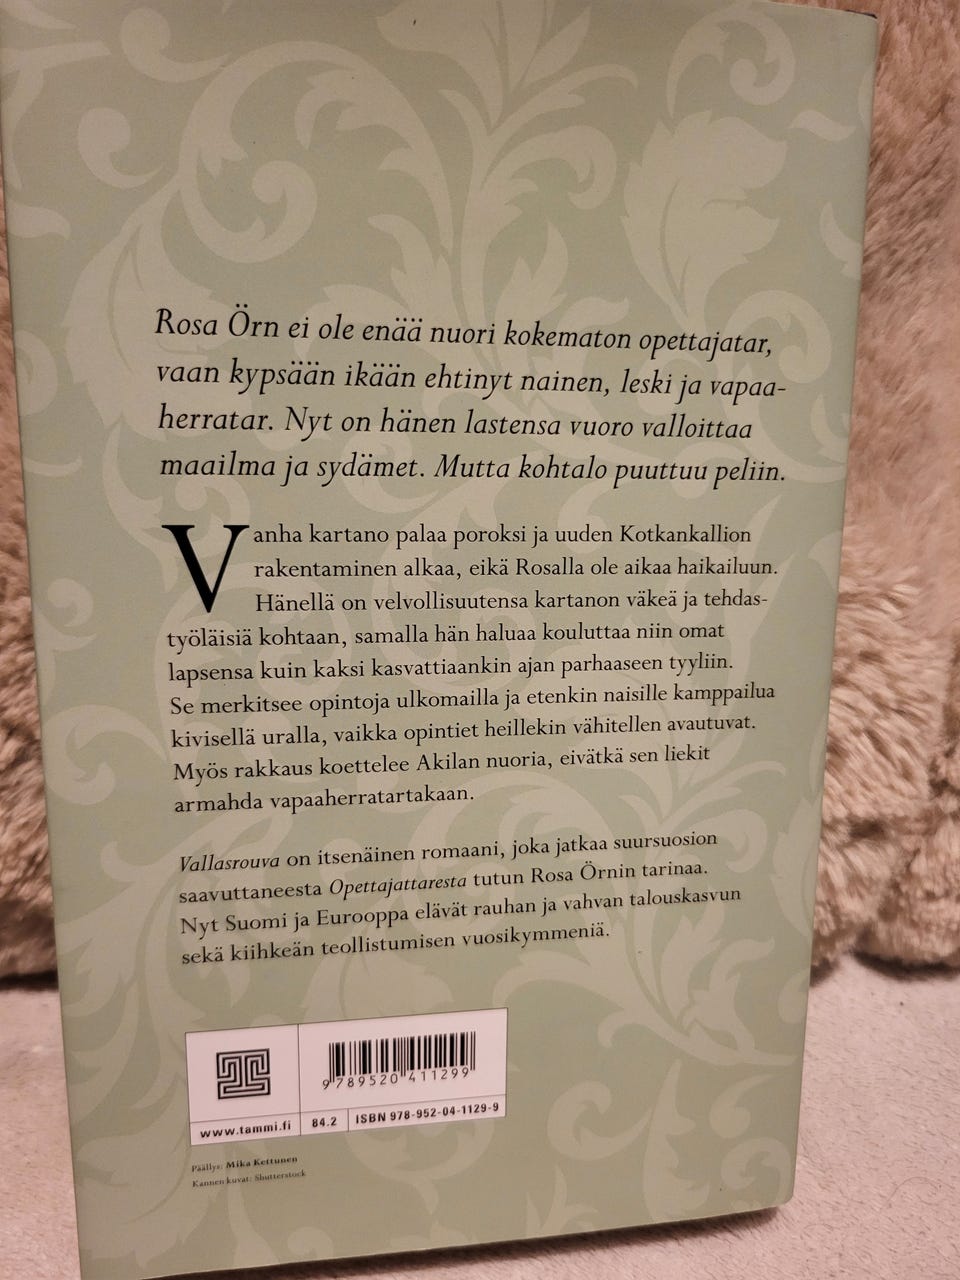 Rosa Örn ei ole enää nuori kokematon opettajatar,
vaan kypsään ikään ehtinyt nainen, leski ja vapaa-
herratar. Nyt on hänen lastensa vuoro valloittaa
maailma ja sydämet. Mutta kohtalo puuttuu peliin.
Vanha kartano palaa poroksi ja uuden Kotkankallion
rakentaminen alkaa, eikä Rosalla ole aikaa haikailuun.
Hänellä on velvollisuutensa kartanon väkeä ja tehdas-
työläisiä kohtaan, samalla hän haluaa kouluttaa niin omat
lapsensa kuin kaksi kasvattiaankin ajan parhaaseen tyyliin.
Se merkitsee opintoja ulkomailla ja etenkin naisille kamppailua
kivisellä uralla, vaikka opintiet heillekin vähitellen avautuvat.
Myös rakkaus koettelee Akilan nuoria, eivätkä sen liekit
armahda vapaaherratartakaan.
Vallasrouva on itsenäinen romaani, joka jatkaa suursuosion
saavuttaneesta Opettajattaresta tutun Rosa Örnin tarinaa.
Nyt Suomi ja Eurooppa elävät rauhan ja vahvan talouskasvun
sekä kiihkeän teollistumisen vuosikymmeniä.
9 789520 411299
www.tammi.fi 84.2 ISBN 978-952-04-1129-9
Päällys: Mika Kettunen
Kannen kuvat: Shutterstock